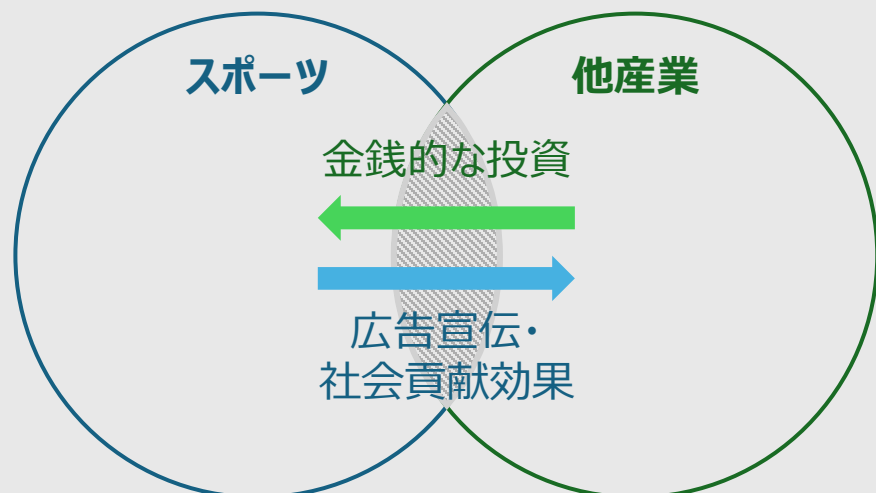 スポーツ
他産業
金銭的な投資
広告宣伝・
社会貢献効果